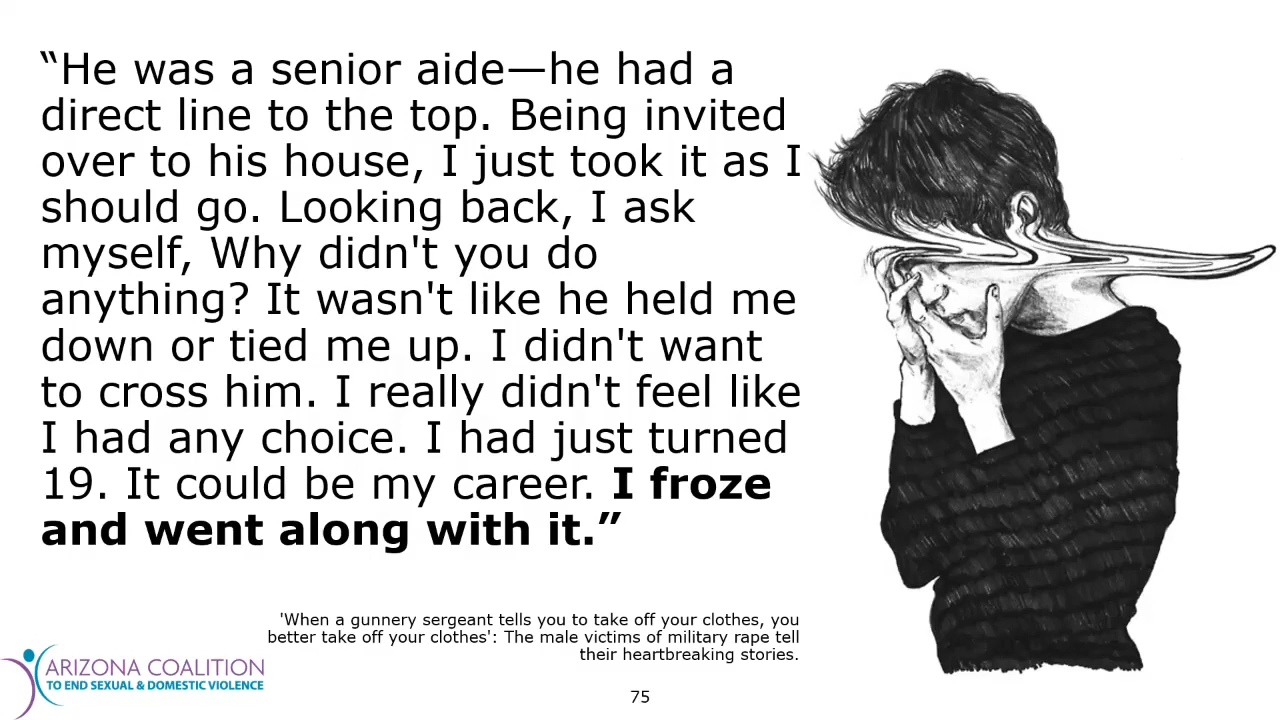 “He was a senior aide—he had a
direct line to the top. Being invited
over to his house, I just took it as I
should go. Looking back, I ask
myself, Why didn't you do
anything? It wasn't like he held me
down or tied me up. I didn't want
to cross him. I really didn't feel like
I had any choice. I had just turned
19. It could be my career. I froze
and went along with it.”
'When a gunnery sergeant tells you to take off your clothes, you
better take off your clothes': The male victims of military rape tell
their heartbreaking stories.
ARIZONA COALITION
TO END SEXUAL & DOMESTIC VIOLENCE
75